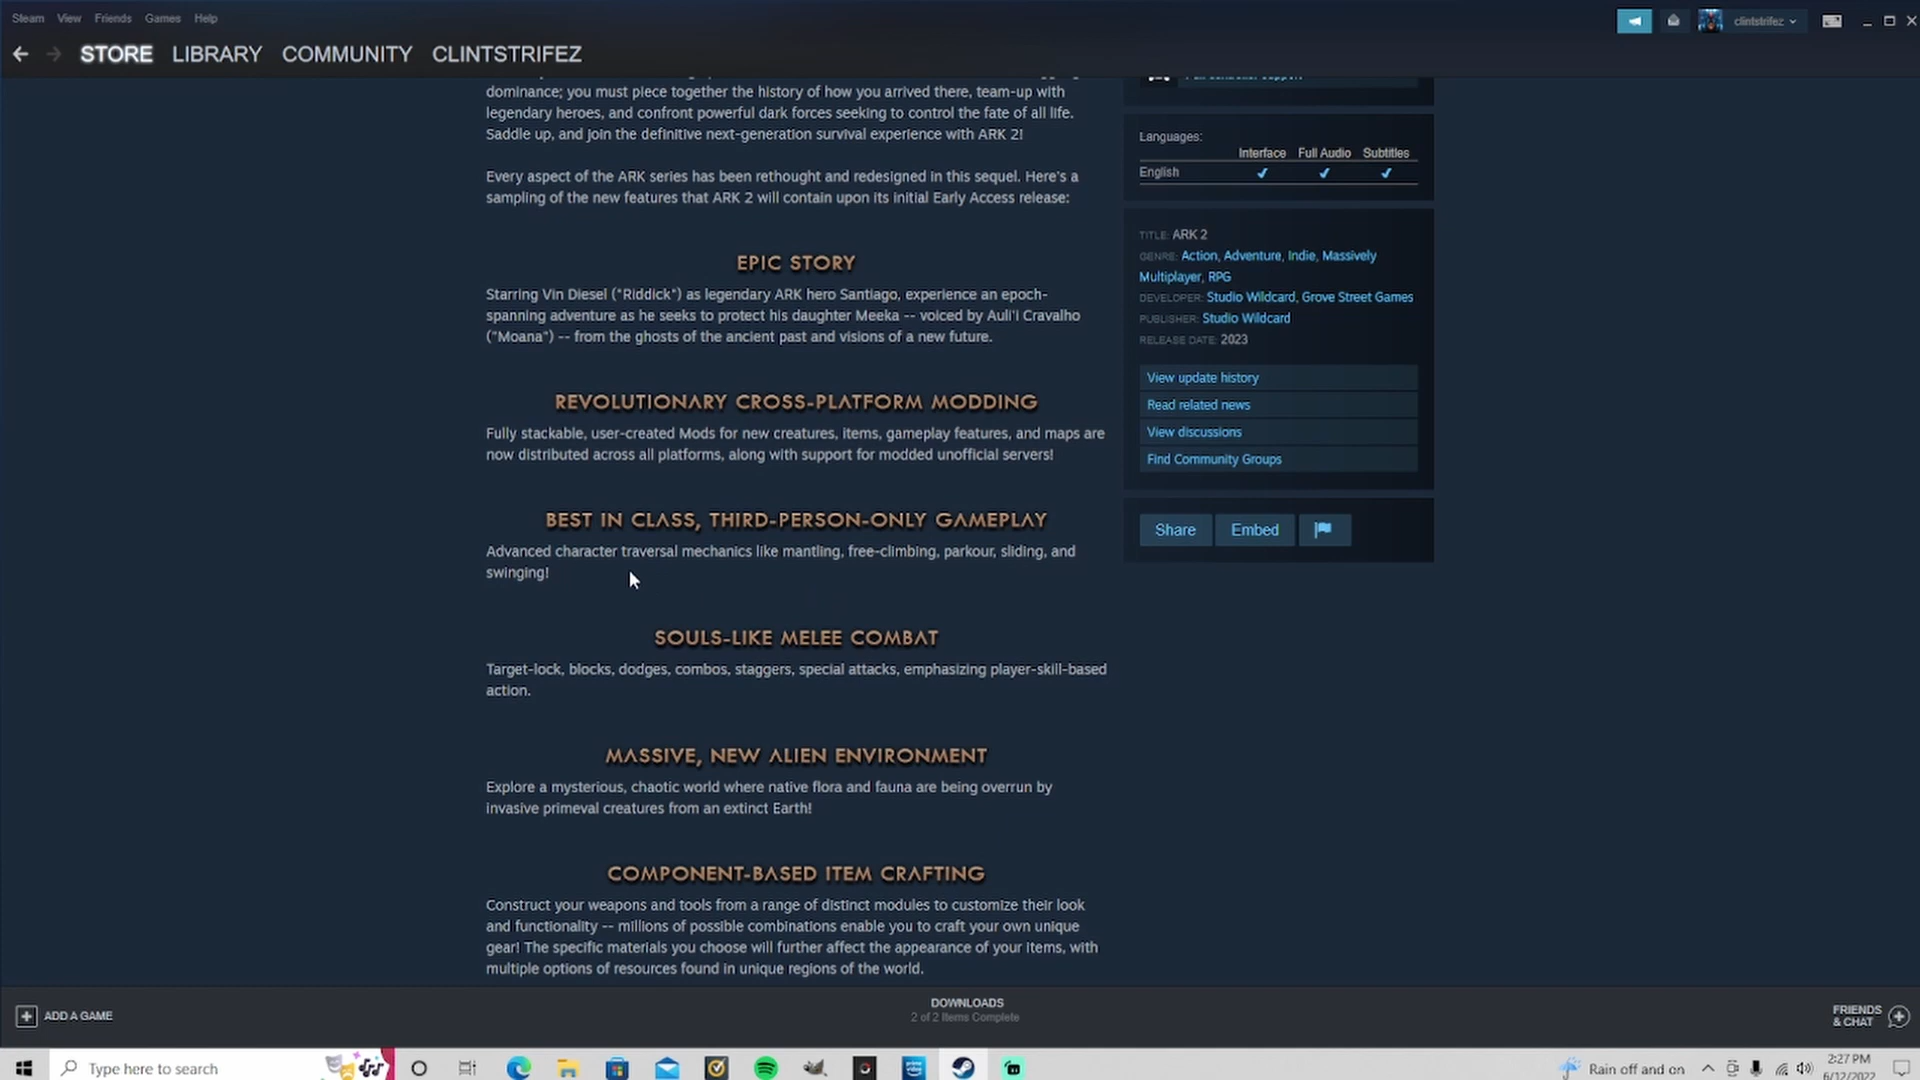 Steam View Friends Games Help
clintstrifez
STORE LIBRARY COMMUNITY CLINTSTRIFEZ
dominance; you must piece together the history of how you arrived there, team-up with
legendary heroes, and confront powerful dark forces seeking to control the fate of all life.
Saddle up, and join the definitive next-generation survival experience with ARK 2!
Every aspect of the ARK series has been rethought and redesigned in this sequel. Here's a
sampling of the new features that ARK 2 will contain upon its initial Early Access release:
EPIC STORY
Starring Vin Diesel ("Riddick") as legendary ARK hero Santiago, experience an epoch-
spanning adventure as he seeks to protect his daughter Meeka -- voiced by Auli'i Cravalho
("Moana") -- from the ghosts of the ancient past and visions of a new future.
REVOLUTIONARY CROSS-PLATFORM MODDING
Fully stackable, user-created Mods for new creatures, items, gameplay features, and maps are
now distributed across all platforms, along with support for modded unofficial servers!
BEST IN CLASS, THIRD-PERSON-ONLY GAMEPLAY
Advanced character traversal mechanics like mantling, free-climbing, parkour, sliding, and
swinging!
SOULS-LIKE MELEE COMBAT
Target-lock, blocks, dodges, combos, staggers, special attacks, emphasizing player-skill-based
action.
MASSIVE, NEW ALIEN ENVIRONMENT
Explore a mysterious, chaotic world where native flora and fauna are being overrun by
invasive primeval creatures from an extinct Earth!
COMPONENT-BASED ITEM CRAFTING
Construct your weapons and tools from a range of distinct modules to customize their look
and functionality -- millions of possible combinations enable you to craft your own unique
gear! The specific materials you choose will further affect the appearance of your items, with
multiple options of resources found in unique regions of the world.
Languages:
Interface Full Audio Subtitles
English ✔ ✔ ✔
TITLE: ARK 2
GENRE: Action, Adventure, Indie, Massively
Multiplayer, RPG
DEVELOPER: Studio Wildcard, Grove Street Games
PUBLISHER: Studio Wildcard
RELEASE DATE: 2023
View update history
Read related news
View discussions
Find Community Groups
Share Embed
ADD A GAME
DOWNLOADS
2 of 2 Items Complete
FRIENDS
& CHAT
Type here to search
Rain off and on
2:27 PM
6/12/2022